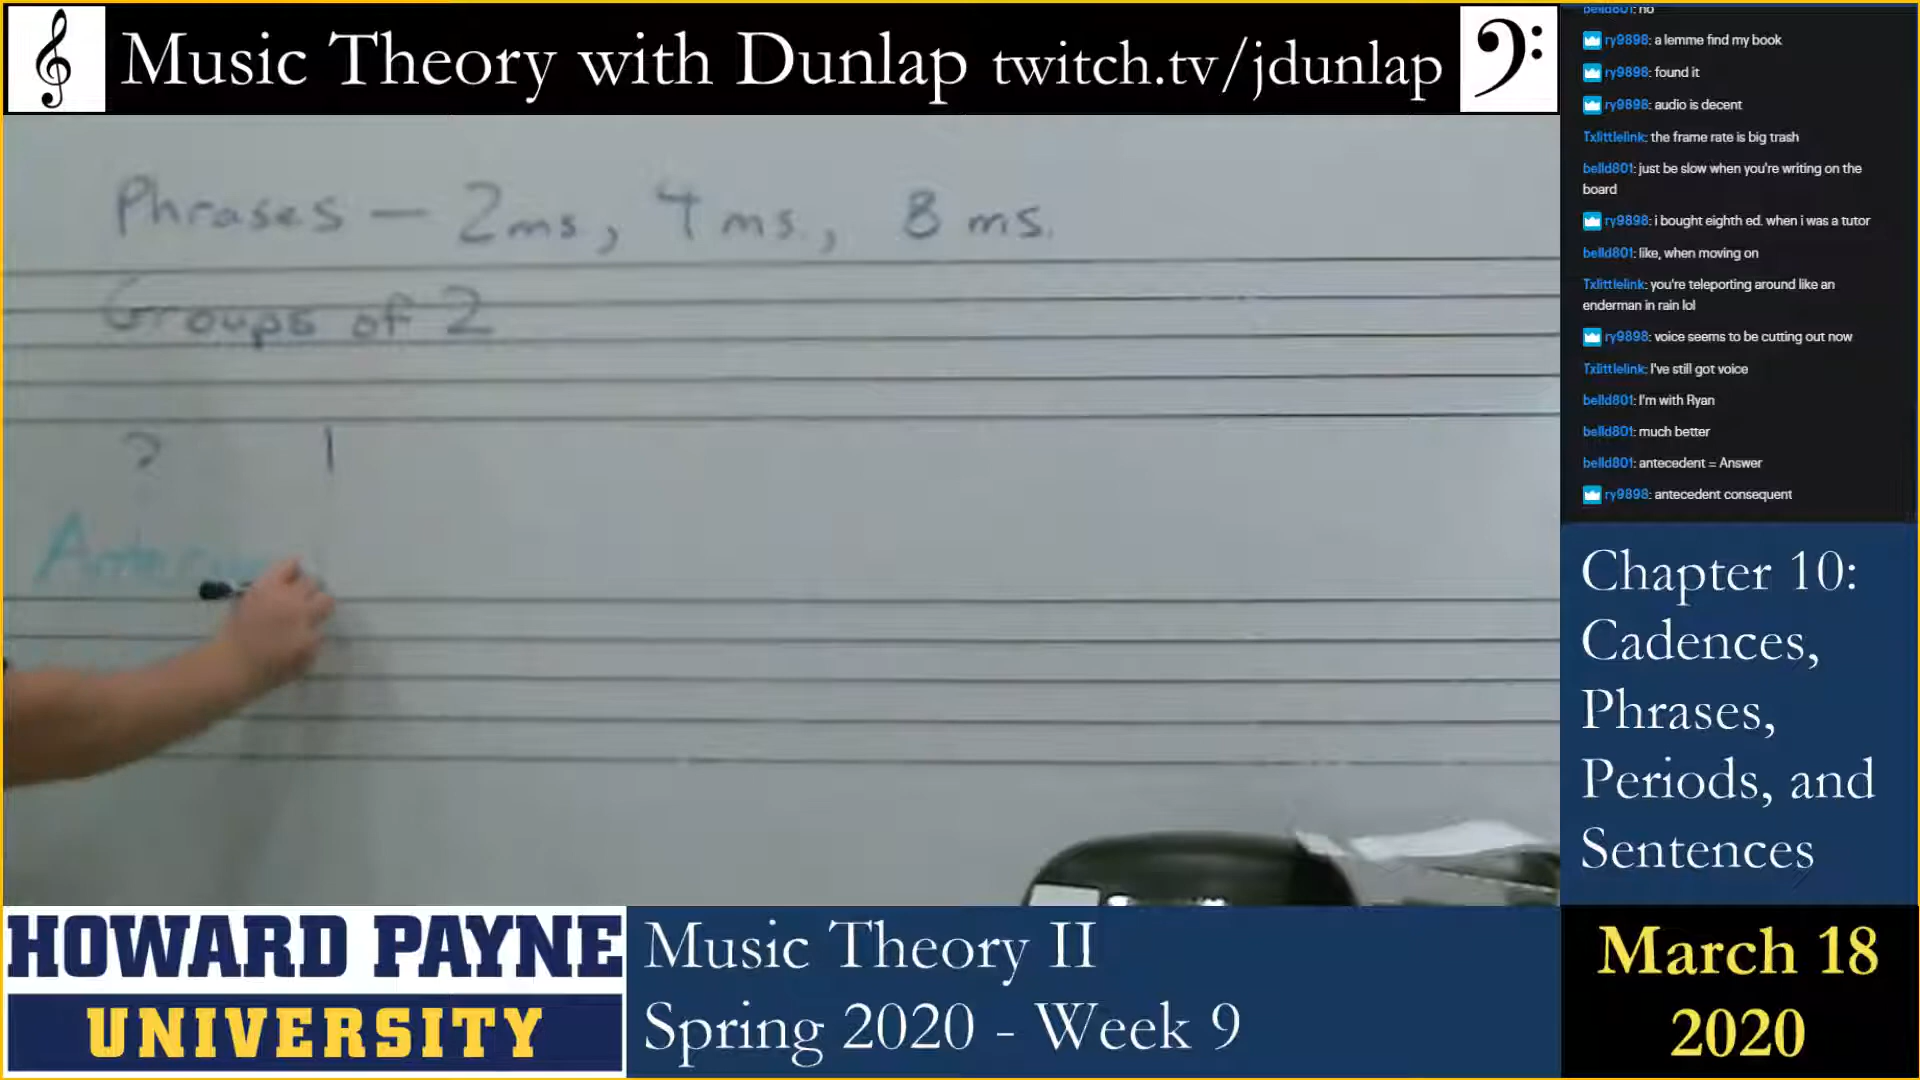 Music Theory with Dunlap twitch.tv/jdunlap
Phrases — 2ms, 4 ms., 8 ms.
Groups of 2
?
HOWARD PAYNE
UNIVERSITY
Music Theory II
Spring 2020 - Week 9
belld801: no
ry9898: a lemme find my book
ry9898: found it
ry9898: audio is decent
Txlittlelink: the frame rate is big trash
belld801: just be slow when you're writing on the
board
ry9898: i bought eighth ed. when i was a tutor
belld801: like, when moving on
Txlittlelink: you're teleporting around like an
enderman in rain lol
ry9898: voice seems to be cutting out now
Txlittlelink: I've still got voice
belld801: I'm with Ryan
belld801: much better
belld801: antecedent = Answer
ry9898: antecedent consequent
Chapter 10:
Cadences,
Phrases,
Periods, and
Sentences
March 18
2020